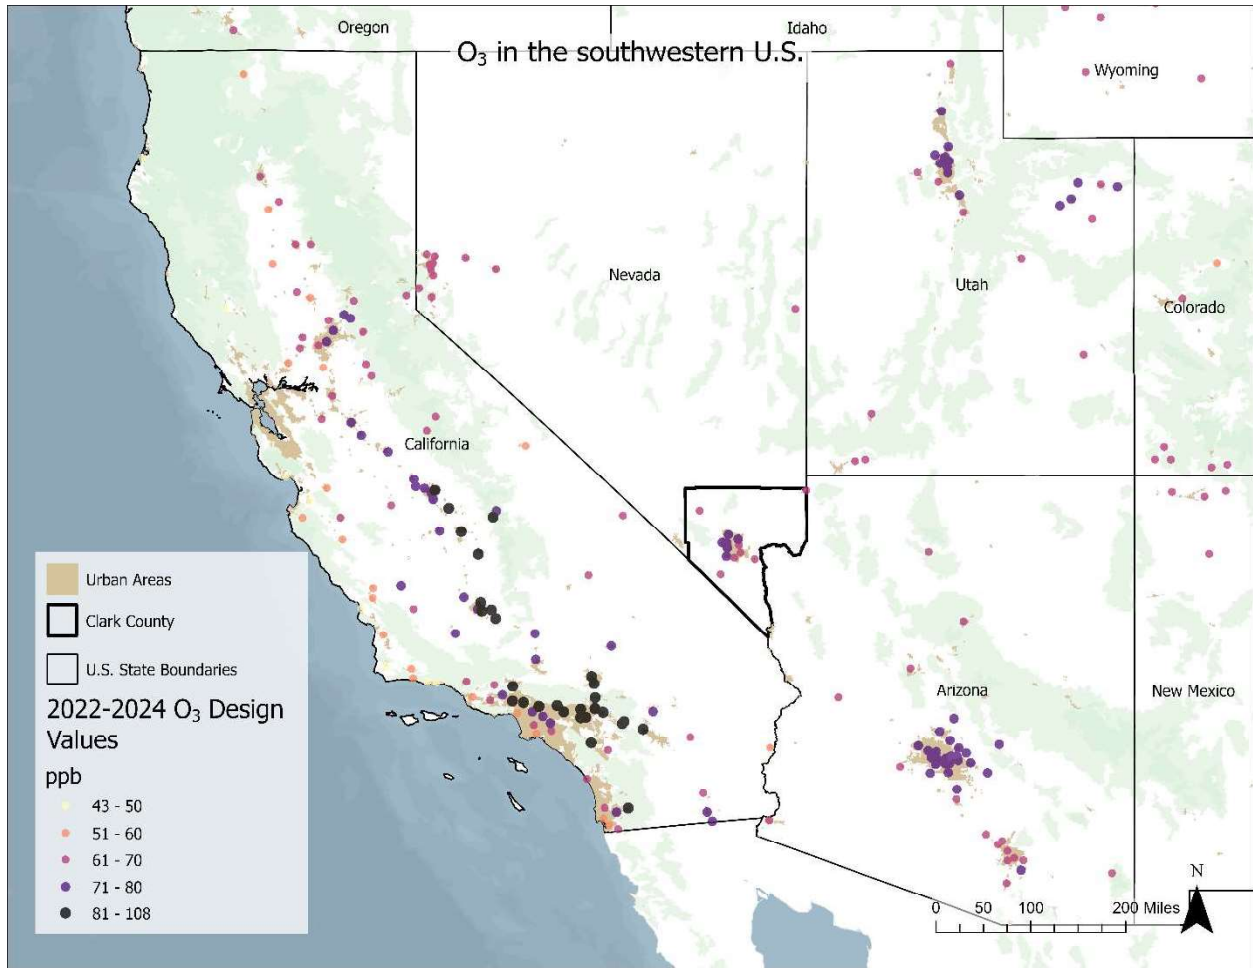 Oregon
Idaho
O₃ in the southwestern U.S.
Wyoming
Nevada
Utah
Colorado
California
Arizona
New Mexico
Urban Areas
Clark County
U.S. State Boundaries
2022-2024 O₃ Design
Values
ppb
43 - 50
51 - 60
61 - 70
71 - 80
81 - 108
N
0 50 100 200 Miles